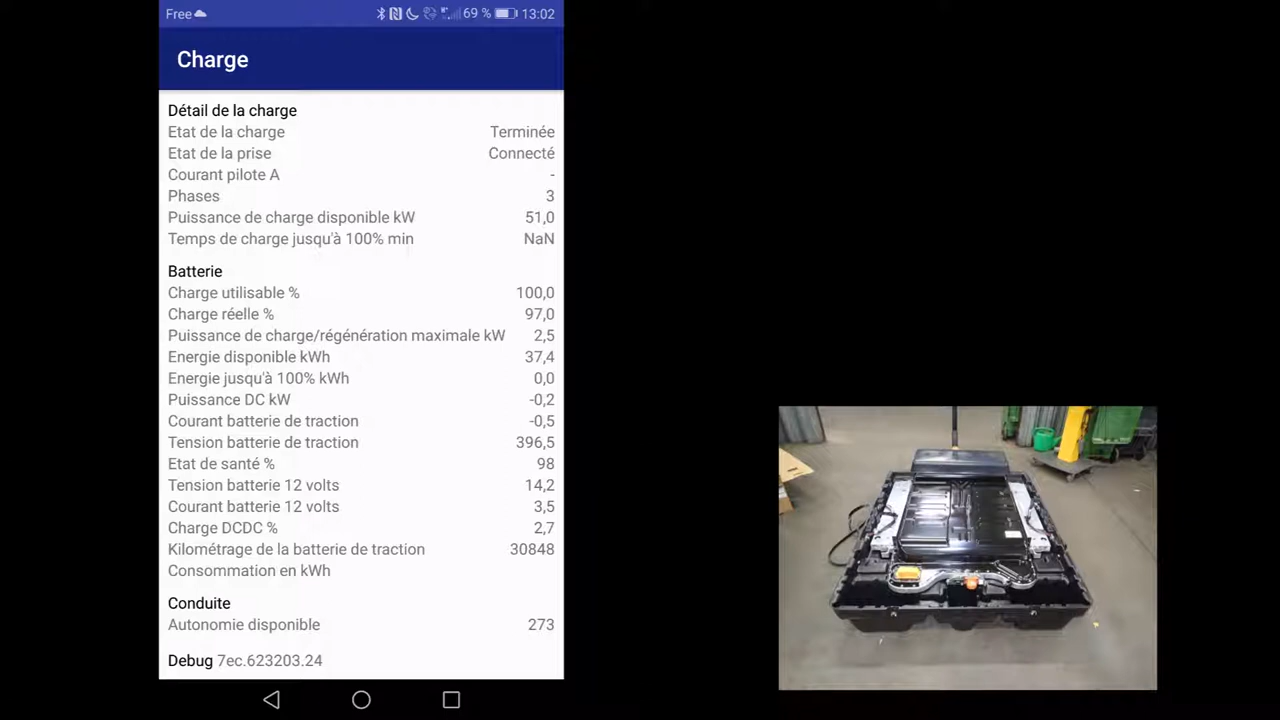 Free 69 % 13:02
Charge
Détail de la charge
Etat de la charge Terminée
Etat de la prise Connecté
Courant pilote A -
Phases 3
Puissance de charge disponible kW 51,0
Temps de charge jusqu'à 100% min NaN
Batterie
Charge utilisable % 100,0
Charge réelle % 97,0
Puissance de charge/régénération maximale kW 2,5
Energie disponible kWh 37,4
Energie jusqu'à 100% kWh 0,0
Puissance DC kW -0,2
Courant batterie de traction -0,5
Tension batterie de traction 396,5
Etat de santé % 98
Tension batterie 12 volts 14,2
Courant batterie 12 volts 3,5
Charge DCDC % 2,7
Kilométrage de la batterie de traction 30848
Consommation en kWh
Conduite
Autonomie disponible 273
Debug 7ec.623203.24